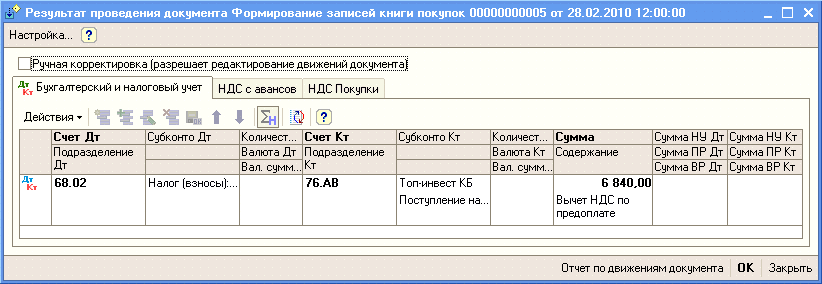 Результат проведения документа Формирование записей книги покупок 00000000005 от 28.02.2010 12:00:00
Настройка... ?
Ручная корректировка (разрешает редактирование движений документа)
Дт Кт Бухгалтерский и налоговый учет НДС с авансов НДС Покупки
Действия ?
Счет Дт Субконто Дт Количест... Счет Кт Субконто Кт Количест... Сумма Сумма НУ Дт Сумма НУ Кт
Подразделение Дт Валюта Дт Подразделение Кт Валюта Кт Содержание Сумма ПР Дт Сумма ПР Кт
Вал. сумм... Вал. сумм... Сумма ВР Дт Сумма ВР Кт
Дт Кт 68.02 Налог (взносы):... 76.АВ Топ-инвест КБ 6 840,00
Поступление на... Вычет НДС по
предоплате
Отчет по движениям документа OK Закрыть